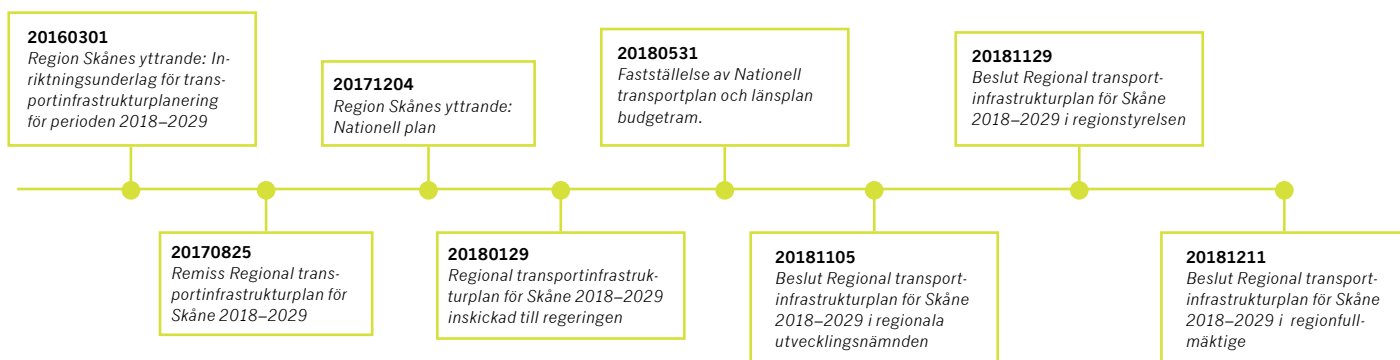 20160301
Region Skånes yttrande: In-
riktningsunderlag för trans-
portinfrastrukturplanering
för perioden 2018–2029
20170825
Remiss Regional trans-
portinfrastrukturplan för
Skåne 2018–2029
20171204
Region Skånes yttrande:
Nationell plan
20180129
Regional transportinfrastruk-
turplan för Skåne 2018–2029
inskickad till regeringen
20180531
Fastställelse av Nationell
transportplan och länsplan
budgetram.
20181105
Beslut Regional transport-
infrastrukturplan för Skåne
2018–2029 i regionala
utvecklingsnämnden
20181129
Beslut Regional transport-
infrastrukturplan för Skåne
2018–2029 i regionstyrelsen
20181211
Beslut Regional transport-
infrastrukturplan för Skåne
2018–2029 i regionfull-
mäktige